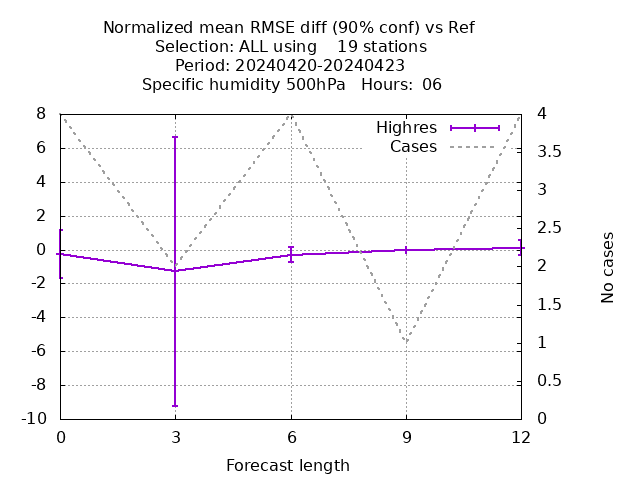 Normalized mean RMSE diff (90% conf) vs Ref
Selection: ALL using    19 stations
Period: 20240420-20240423
Specific humidity 500hPa   Hours:  06
Highres
Cases
8
6
4
2
0
-2
-4
-6
-8
-10
4
3.5
3
2.5
2
1.5
1
0.5
0
No cases
0 3 6 9 12
Forecast length